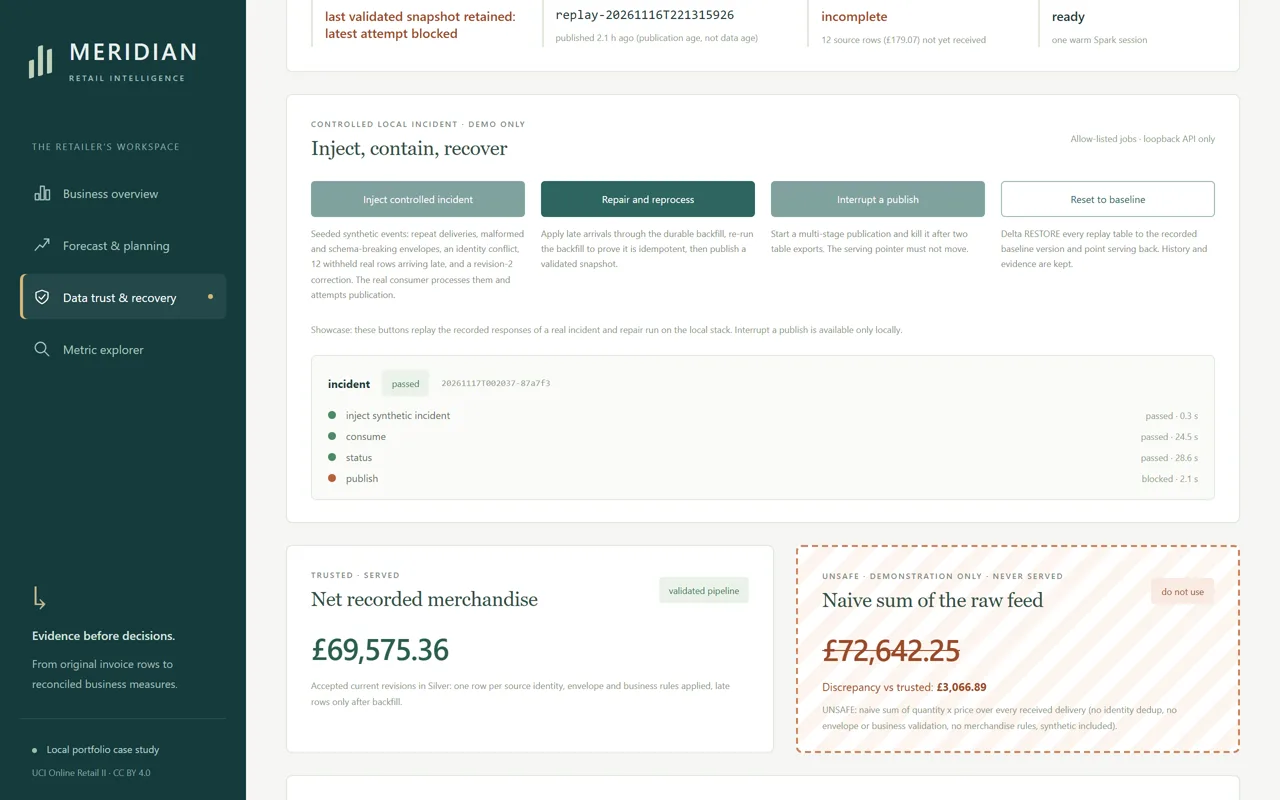 MERIDIAN
RETAIL INTELLIGENCE
THE RETAILER'S WORKSPACE
Business overview
Forecast & planning
Data trust & recovery
Metric explorer
Evidence before decisions.
From original invoice rows to
reconciled business measures.
Local portfolio case study
UCI Online Retail II · CC BY 4.0
last validated snapshot retained:
latest attempt blocked
replay-20261116T221315926
published 2.1 h ago (publication age, not data age)
incomplete
12 source rows (£179.07) not yet received
ready
one warm Spark session
CONTROLLED LOCAL INCIDENT · DEMO ONLY
Inject, contain, recover
Allow-listed jobs · loopback API only
Inject controlled incident
Seeded synthetic events: repeat deliveries, malformed
and schema-breaking envelopes, an identity conflict,
12 withheld real rows arriving late, and a revision-2
correction. The real consumer processes them and
attempts publication.
Repair and reprocess
Apply late arrivals through the durable backfill, re-run
the backfill to prove it is idempotent, then publish a
validated snapshot.
Interrupt a publish
Start a multi-stage publication and kill it after two
table exports. The serving pointer must not move.
Reset to baseline
Delta RESTORE every replay table to the recorded
baseline version and point serving back. History and
evidence are kept.
Showcase: these buttons replay the recorded responses of a real incident and repair run on the local stack. Interrupt a publish is available only locally.
incident passed 20261117T002037-87a7f3
inject synthetic incident passed · 0.3 s
consume passed · 24.5 s
status passed · 28.6 s
publish blocked · 2.1 s
TRUSTED · SERVED
Net recorded merchandise
validated pipeline
£69,575.36
Accepted current revisions in Silver: one row per source identity, envelope and business rules applied, late
rows only after backfill.
UNSAFE · DEMONSTRATION ONLY · NEVER SERVED
Naive sum of the raw feed
do not use
£72,642.25
Discrepancy vs trusted: £3,066.89
UNSAFE: naive sum of quantity x price over every received delivery (no identity dedup, no
envelope or business validation, no merchandise rules, synthetic included).